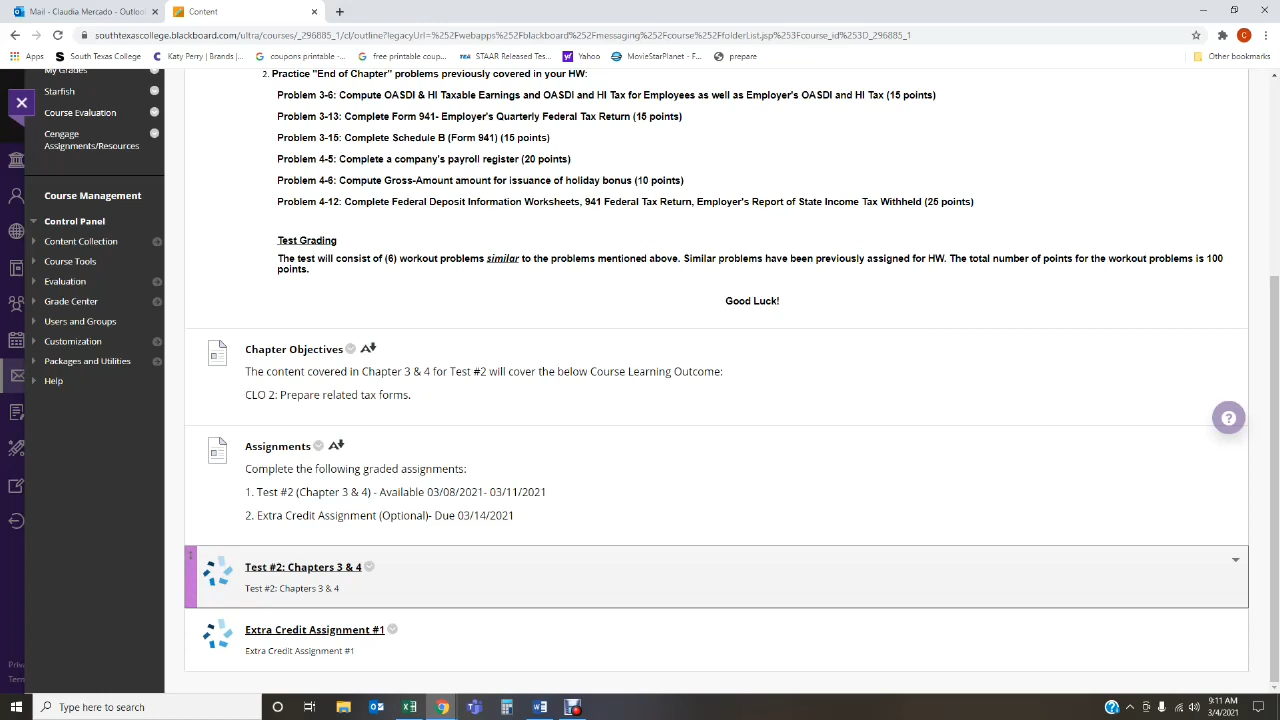 Mail - Claudia Mercado - Outlool
Content
southtexascollege.blackboard.com/ultra/courses/_296885_1/cl/outline?legacyUrl=%252Fwebapps%252Fblackboard%252Fmessaging%252Fcourse%252FfolderList.jsp%253Fcourse_id%253D_296885_1
Apps
South Texas College
Katy Perry | Brands |...
coupons printable -...
free printable coup...
STAAR Released Tes...
Yahoo
MovieStarPlanet - F...
prepare
Other bookmarks
My Grades
Starfish
Course Evaluation
Cengage
Assignments/Resources
Course Management
Control Panel
Content Collection
Course Tools
Evaluation
Grade Center
Users and Groups
Customization
Packages and Utilities
Help
Priva
Term
2. Practice "End of Chapter" problems previously covered in your HW:
Problem 3-6: Compute OASDI & HI Taxable Earnings and OASDI and HI Tax for Employees as well as Employer's OASDI and HI Tax (15 points)
Problem 3-13: Complete Form 941- Employer's Quarterly Federal Tax Return (15 points)
Problem 3-15: Complete Schedule B (Form 941) (15 points)
Problem 4-5: Complete a company's payroll register (20 points)
Problem 4-6: Compute Gross-Amount amount for issuance of holiday bonus (10 points)
Problem 4-12: Complete Federal Deposit Information Worksheets, 941 Federal Tax Return, Employer's Report of State Income Tax Withheld (25 points)
Test Grading
The test will consist of (6) workout problems similar to the problems mentioned above. Similar problems have been previously assigned for HW. The total number of points for the workout problems is 100
points.
Good Luck!
Chapter Objectives
The content covered in Chapter 3 & 4 for Test #2 will cover the below Course Learning Outcome:
CLO 2: Prepare related tax forms.
Assignments
Complete the following graded assignments:
1. Test #2 (Chapter 3 & 4) - Available 03/08/2021- 03/11/2021
2. Extra Credit Assignment (Optional)- Due 03/14/2021
Test #2: Chapters 3 & 4
Test #2: Chapters 3 & 4
Extra Credit Assignment #1
Extra Credit Assignment #1
Type here to search
9:11 AM
3/4/2021